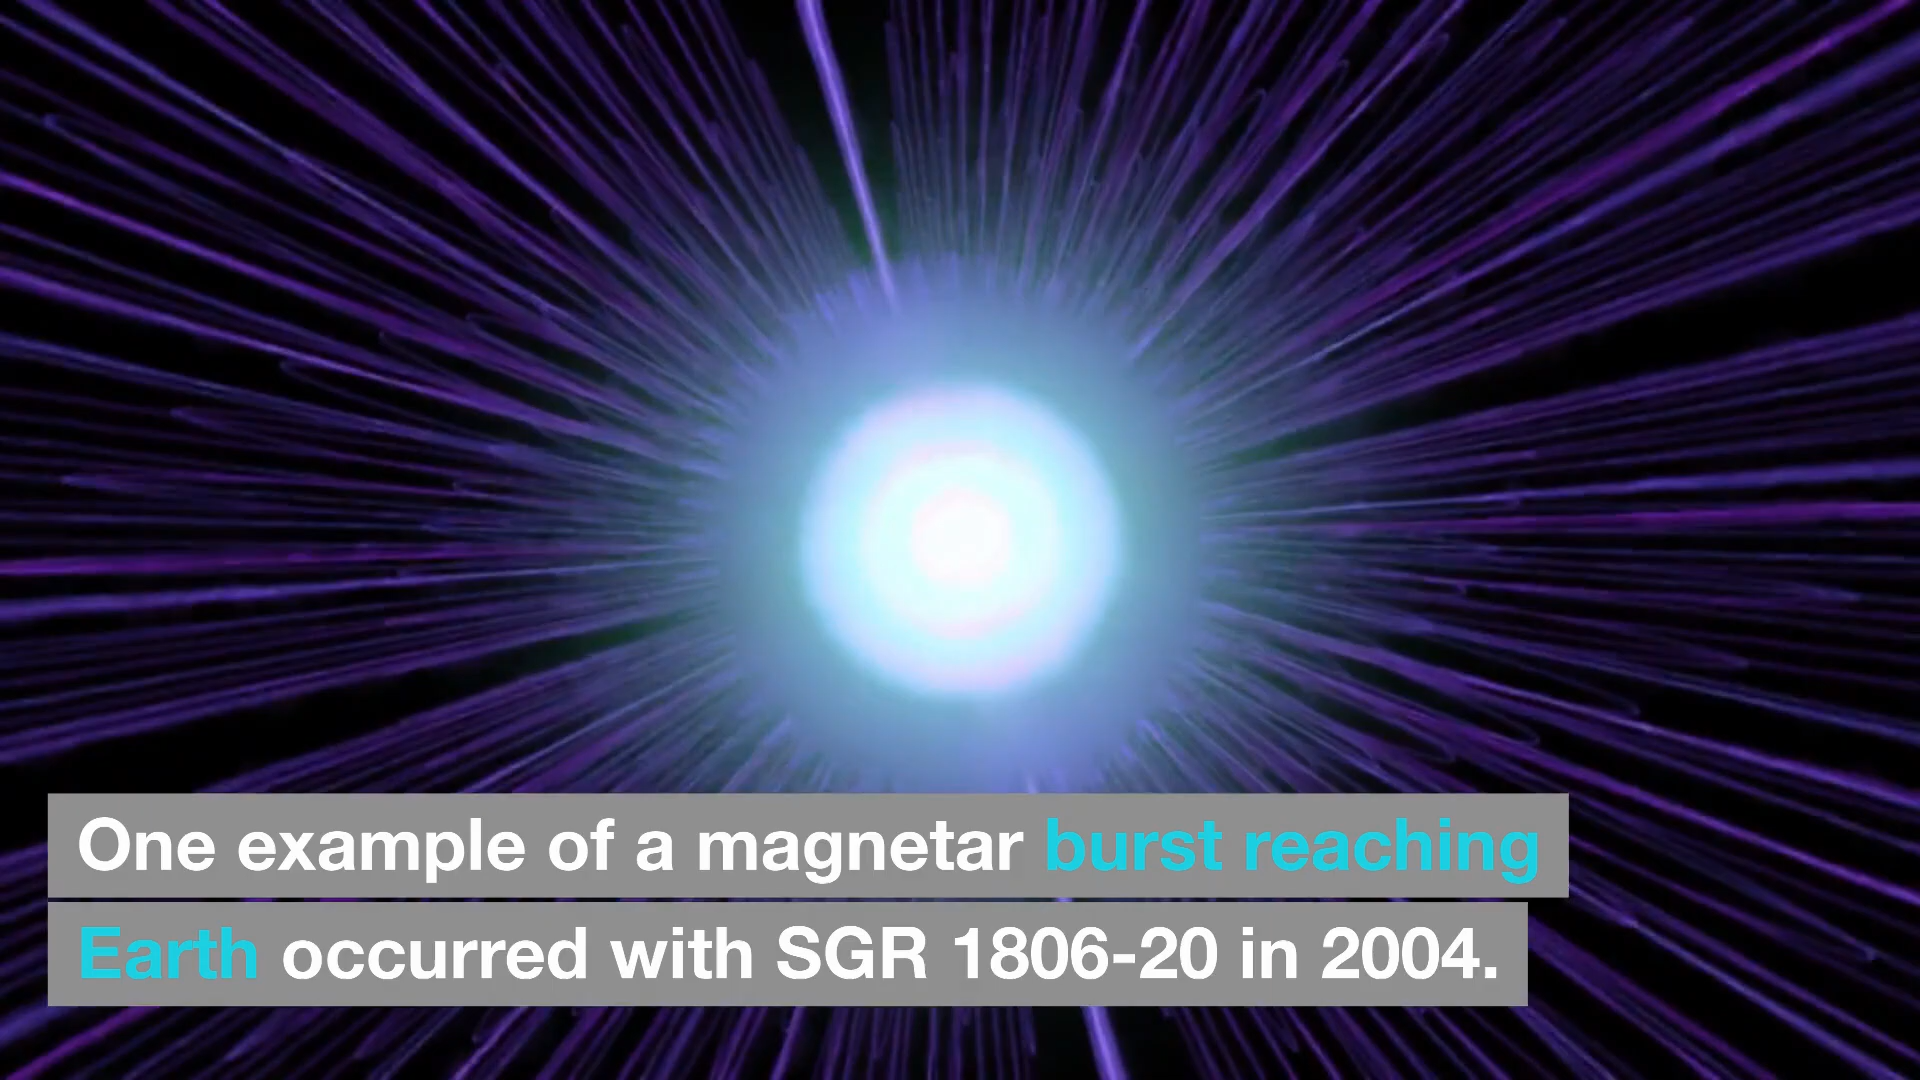 One example of a magnetar burst reaching
Earth occurred with SGR 1806-20 in 2004.